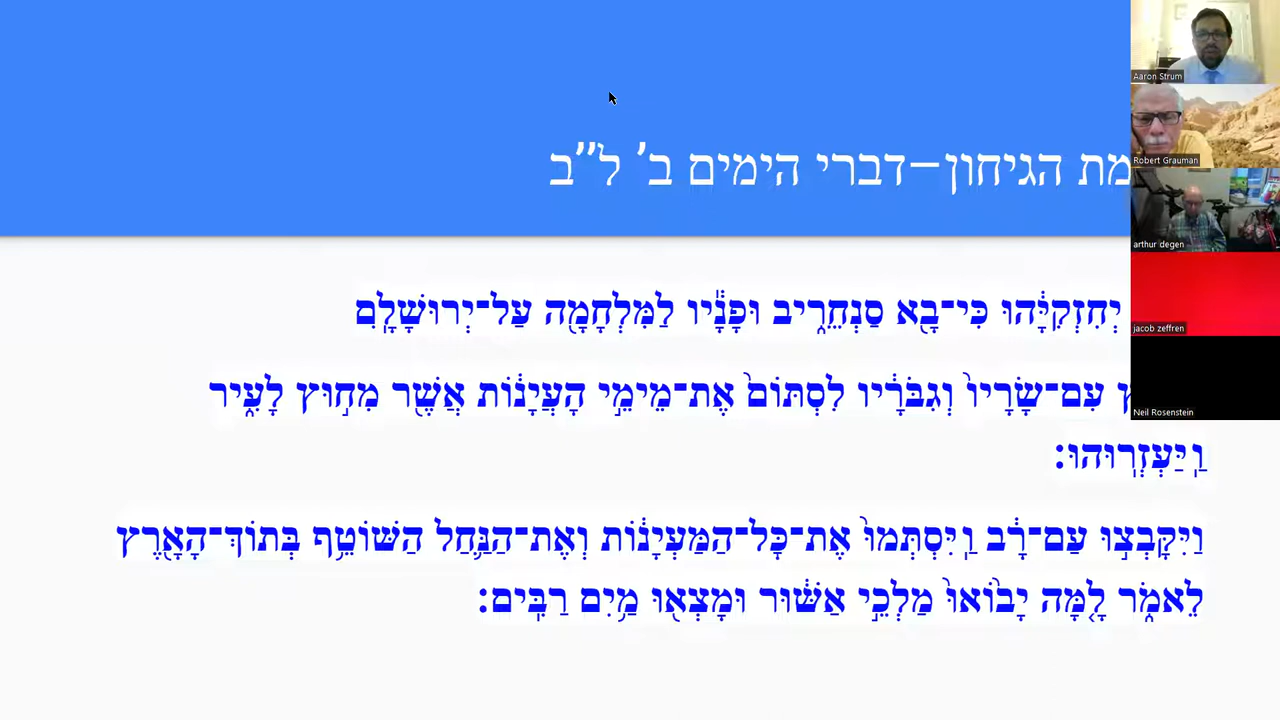 מת הגיחון–דברי הימים ב’ ל”ב
יְחִזְקִיָּ֔הוּ כִּי־בָ֖א סַנְחֵרִ֑יב וּפָנָ֕יו לַמִּלְחָמָ֖ה עַל־יְרוּשָׁלִָֽם
ץ עִם־שָׂרָיו֙ וְגִבֹּרָ֔יו לִסְתּוֹם֙ אֶת־מֵימֵ֣י הָעֲיָנ֔וֹת אֲשֶׁ֖ר מִח֣וּץ לָעִ֑יר
וַֽיַּעְזְרֽוּהוּ׃
וַיִּקָּבְצ֣וּ עַם־רָ֔ב וַֽיִּסְתְּמוּ֙ אֶת־כָּל־הַמַּעְיָנ֔וֹת וְאֶת־הַנַּ֛חַל הַשּׁוֹטֵ֥ף בְּתוֹךְ־הָאָ֖רֶץ
לֵאמֹ֑ר לָ֤מָּה יָב֙וֹאוּ֙ מַלְכֵ֣י אַשּׁ֔וּר וּמָצְא֖וּ מַ֥יִם רַבִּֽים׃
Aaron Strum
Robert Grauman
arthur degen
jacob zeffren
Neil Rosenstein